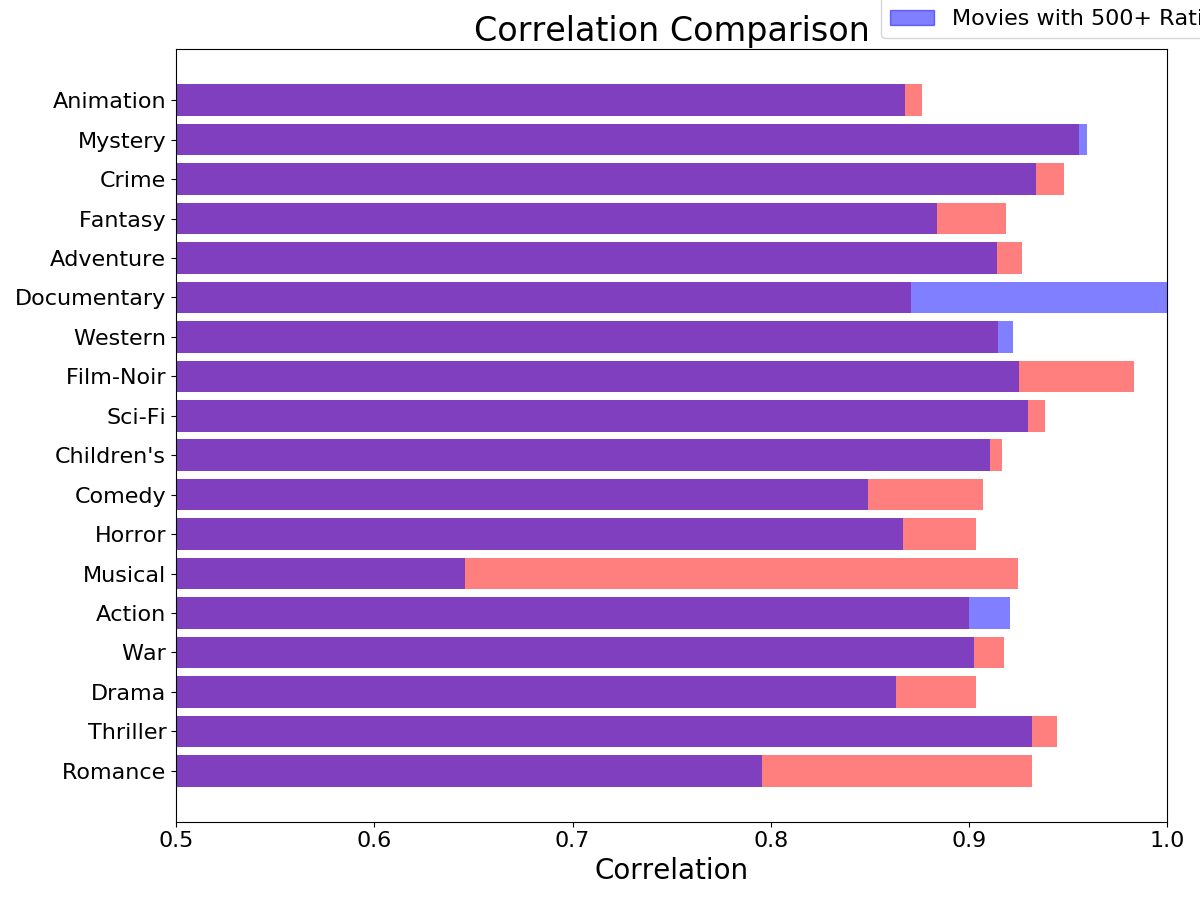 Correlation Comparison
Movies with 500+
Animation
Mystery
Crime
Fantasy
Adventure
Documentary
Western
Film-Noir
Sci-Fi
Children's
Comedy
Horror
Musical
Action
War
Drama
Thriller
Romance
0.5 0.6 0.7 0.8 0.9 1.0
Correlation